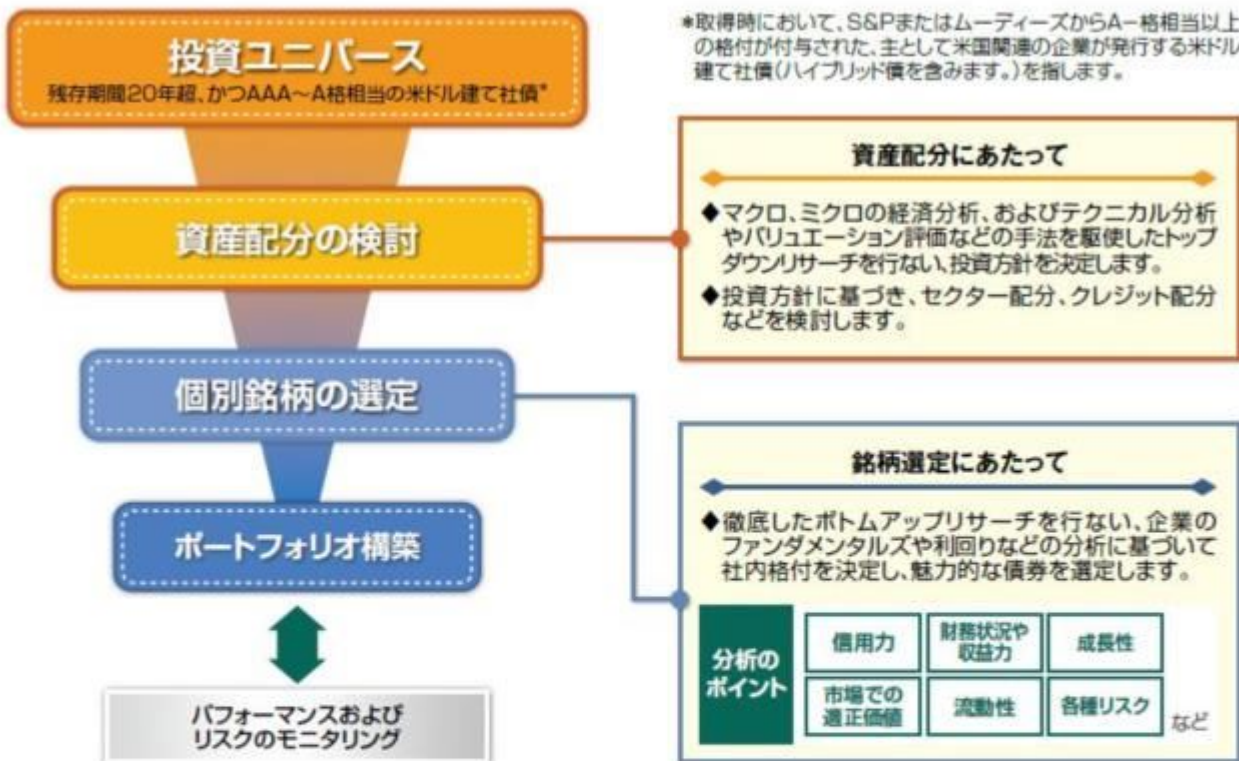 投資ユニバース
残存期間20年超、かつAAA～A格相当の米ドル建て社債*
*取得時において、S&PまたはムーディーズからA－格相当以上
の格付が付与された、主として米国関連の企業が発行する米ドル
建て社債(ハイブリッド債を含みます。)を指します。
資産配分の検討
資産配分にあたって
◆マクロ、ミクロの経済分析、およびテクニカル分析
やバリュエーション評価などの手法を駆使したトップ
ダウンリサーチを行ない、投資方針を決定します。
◆投資方針に基づき、セクター配分、クレジット配分
などを検討します。
個別銘柄の選定
銘柄選定にあたって
◆徹底したボトムアップリサーチを行ない、企業の
ファンダメンタルズや利回りなどの分析に基づいて
社内格付を決定し、魅力的な債券を選定します。
分析の
ポイント
信用力
財務状況や
収益力
成長性
市場での
適正価値
流動性
各種リスク
など
ポートフォリオ構築
パフォーマンスおよび
リスクのモニタリング